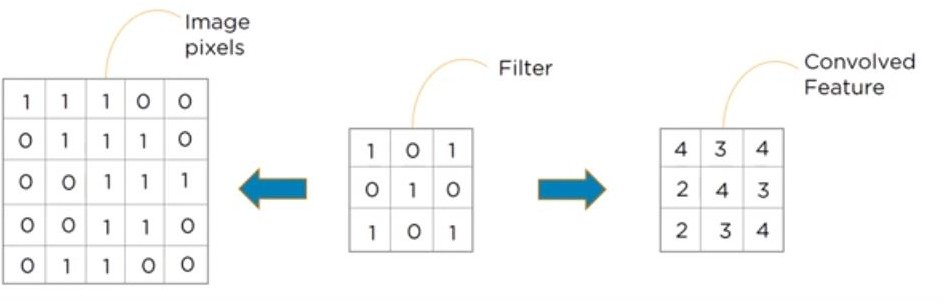 Image
pixels
Filter
Convolved
Feature
1 1 1 0 0
0 1 1 1 0
0 0 1 1 1
0 0 1 1 0
0 1 1 0 0
1 0 1
0 1 0
1 0 1
4 3 4
2 4 3
2 3 4